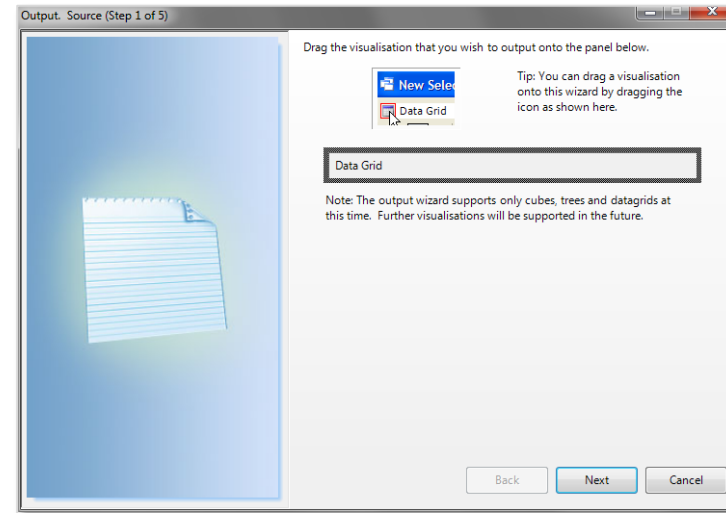 Output. Source (Step 1 of 5)
Drag the visualisation that you wish to output onto the panel below.
New Sele
Data Grid
Tip: You can drag a visualisation
onto this wizard by dragging the
icon as shown here.
Data Grid
Note: The output wizard supports only cubes, trees and datagrids at
this time. Further visualisations will be supported in the future.
Back
Next
Cancel